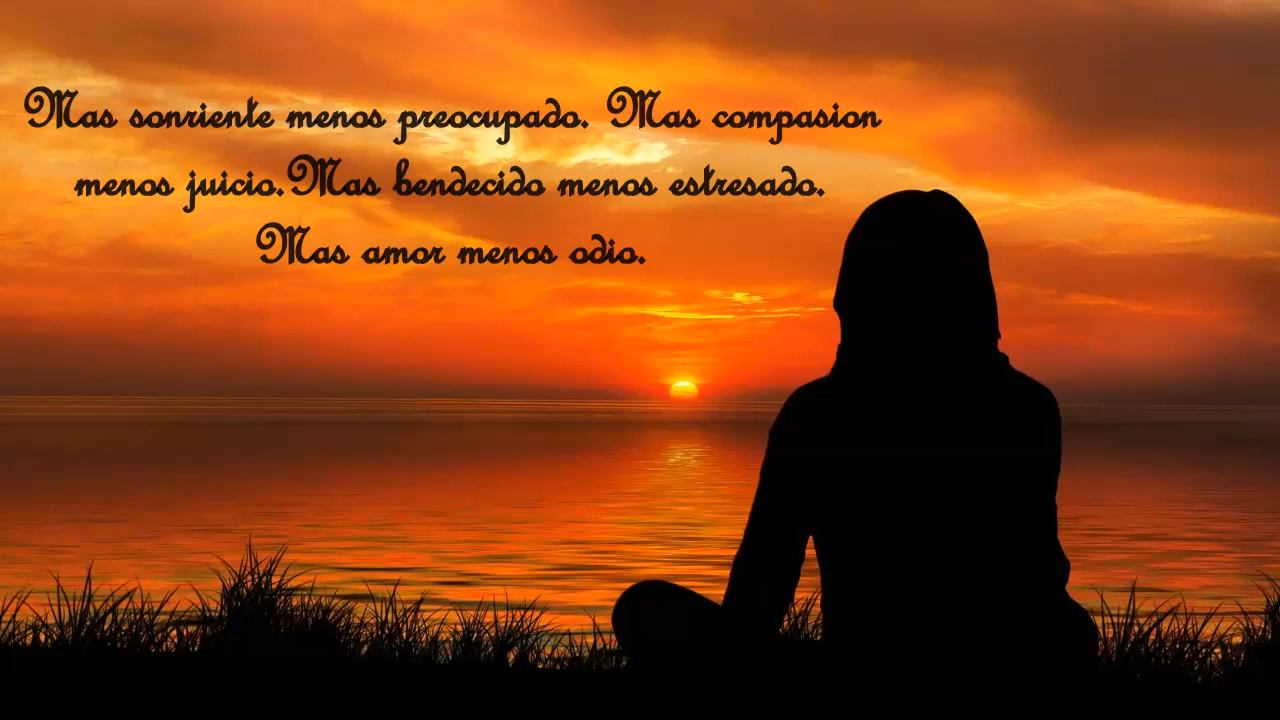 Mas sonriente menos preocupado. Mas compasion
menos juicio.Mas bendecido menos estresado.
Mas amor menos odio.